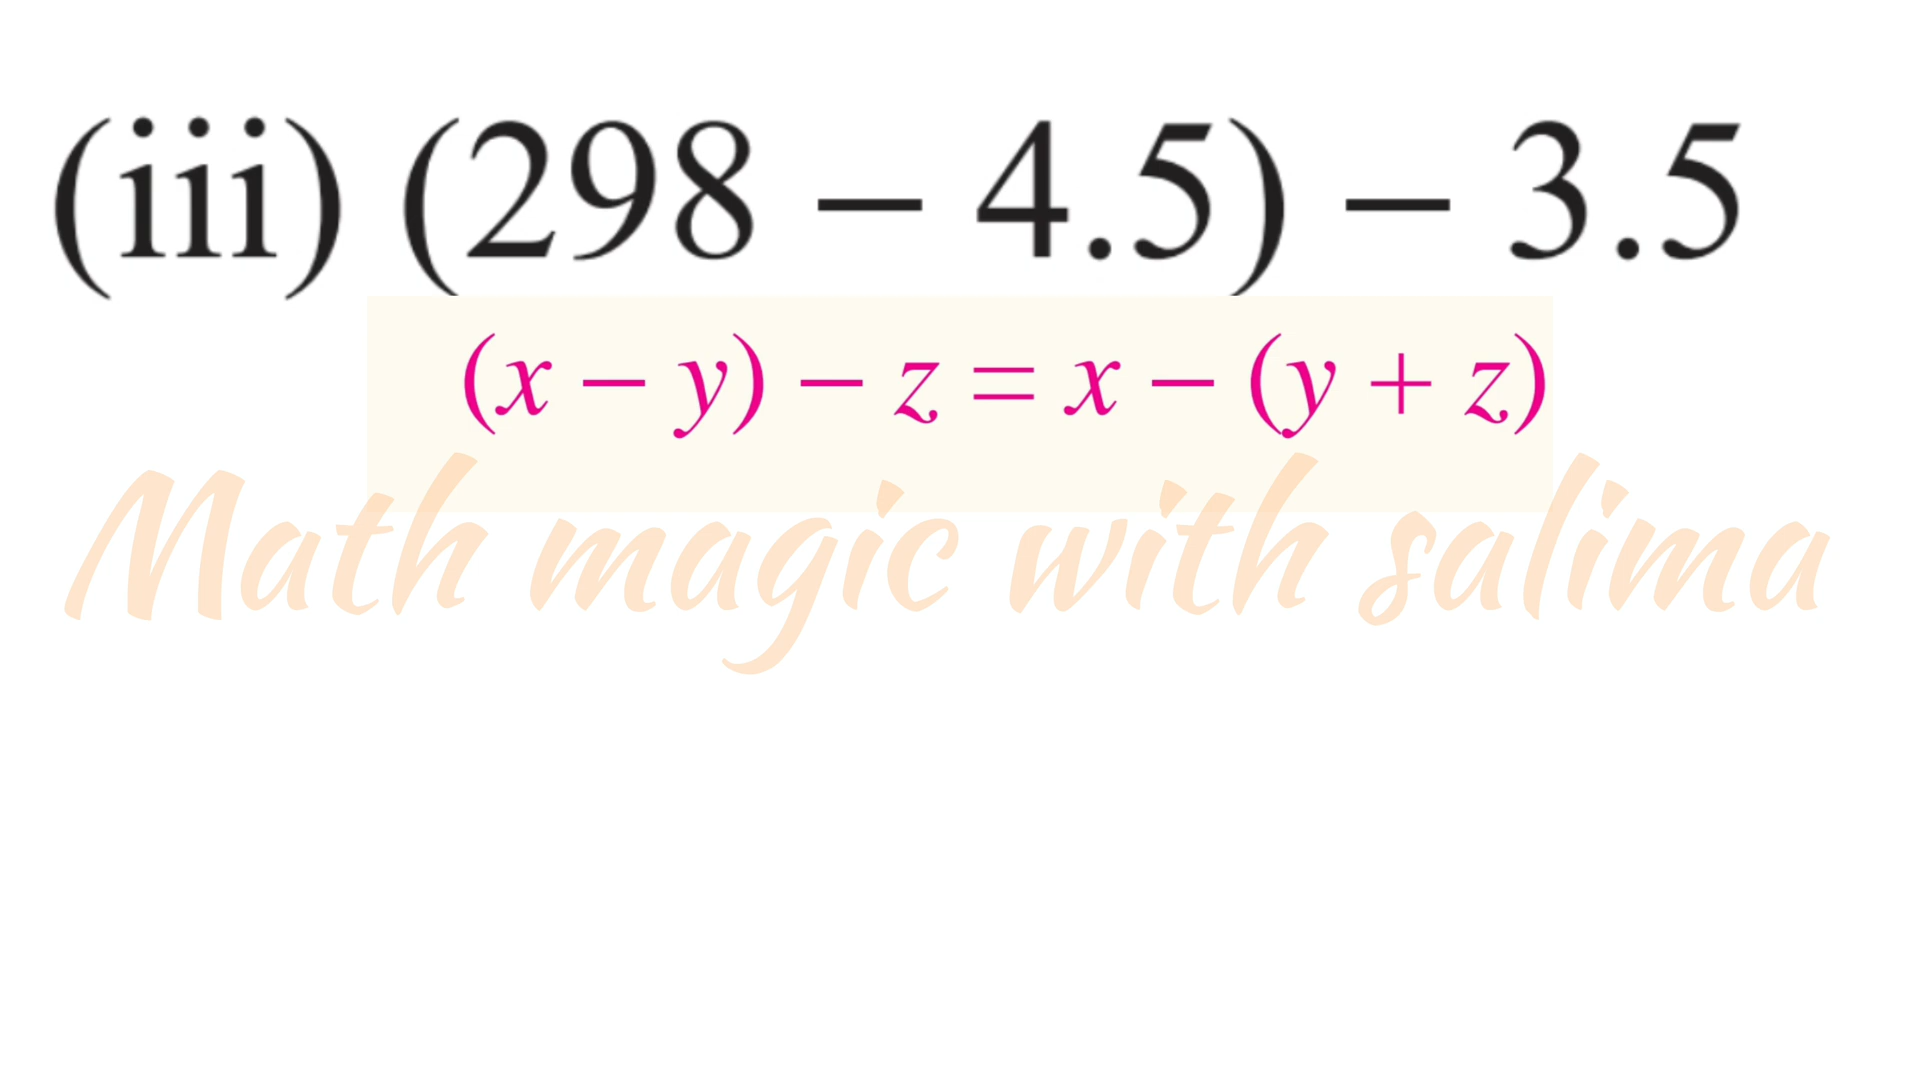 (iii) (298 − 4.5) − 3.5
(x − y) − z = x − (y + z)
Math magic with salima